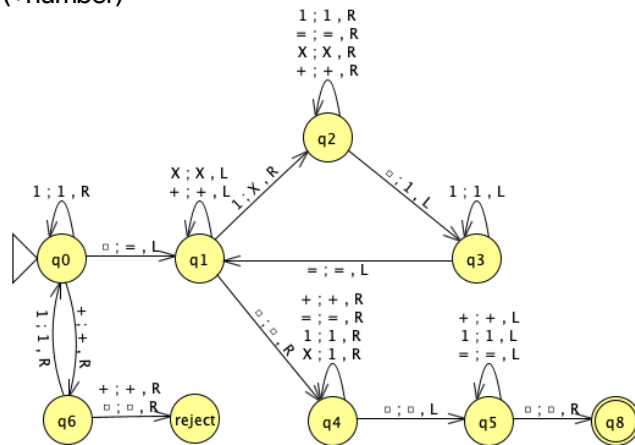 (+number)
1 ; 1 , R
= ; = , R
X ; X , R
+ ; + , R
q2
X ; X , L
+ ; + , L
1 ; X , R
□ ; 1 , L
1 ; 1 , R
1 ; 1 , L
q0
□ ; = , L
q1
q3
= ; = , L
1 ; 1 , R
+ ; + , R
□ ; □ , R
+ ; + , R
= ; = , R
1 ; 1 , R
X ; 1 , R
+ ; + , L
1 ; 1 , L
= ; = , L
q6
+ ; + , R
□ ; □ , R
reject
q4
□ ; □ , L
q5
□ ; □ , R
q8